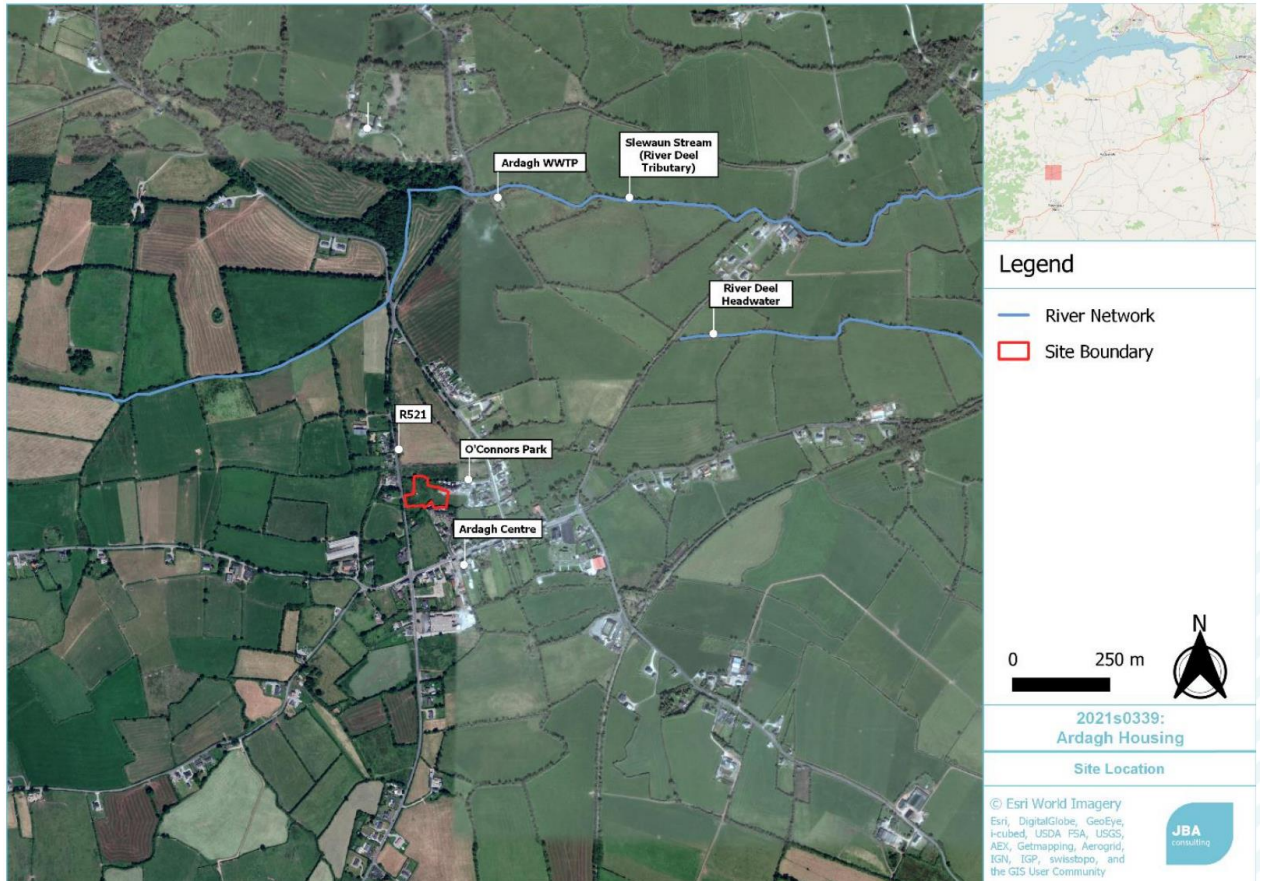 Ardagh WWTP
Slewaun Stream
(River Deel
Tributary)
River Deel
Headwater
R521
O'Connors Park
Ardagh Centre
Legend
River Network
Site Boundary
N
0 250 m
2021s0339:
Ardagh Housing
Site Location
© Esri World Imagery
Esri, DigitalGlobe, GeoEye,
i-cubed, USDA FSA, USGS,
AEX, Getmapping, Aerogrid,
IGN, IGP, swisstopo, and
the GIS User Community
JBA
consulting